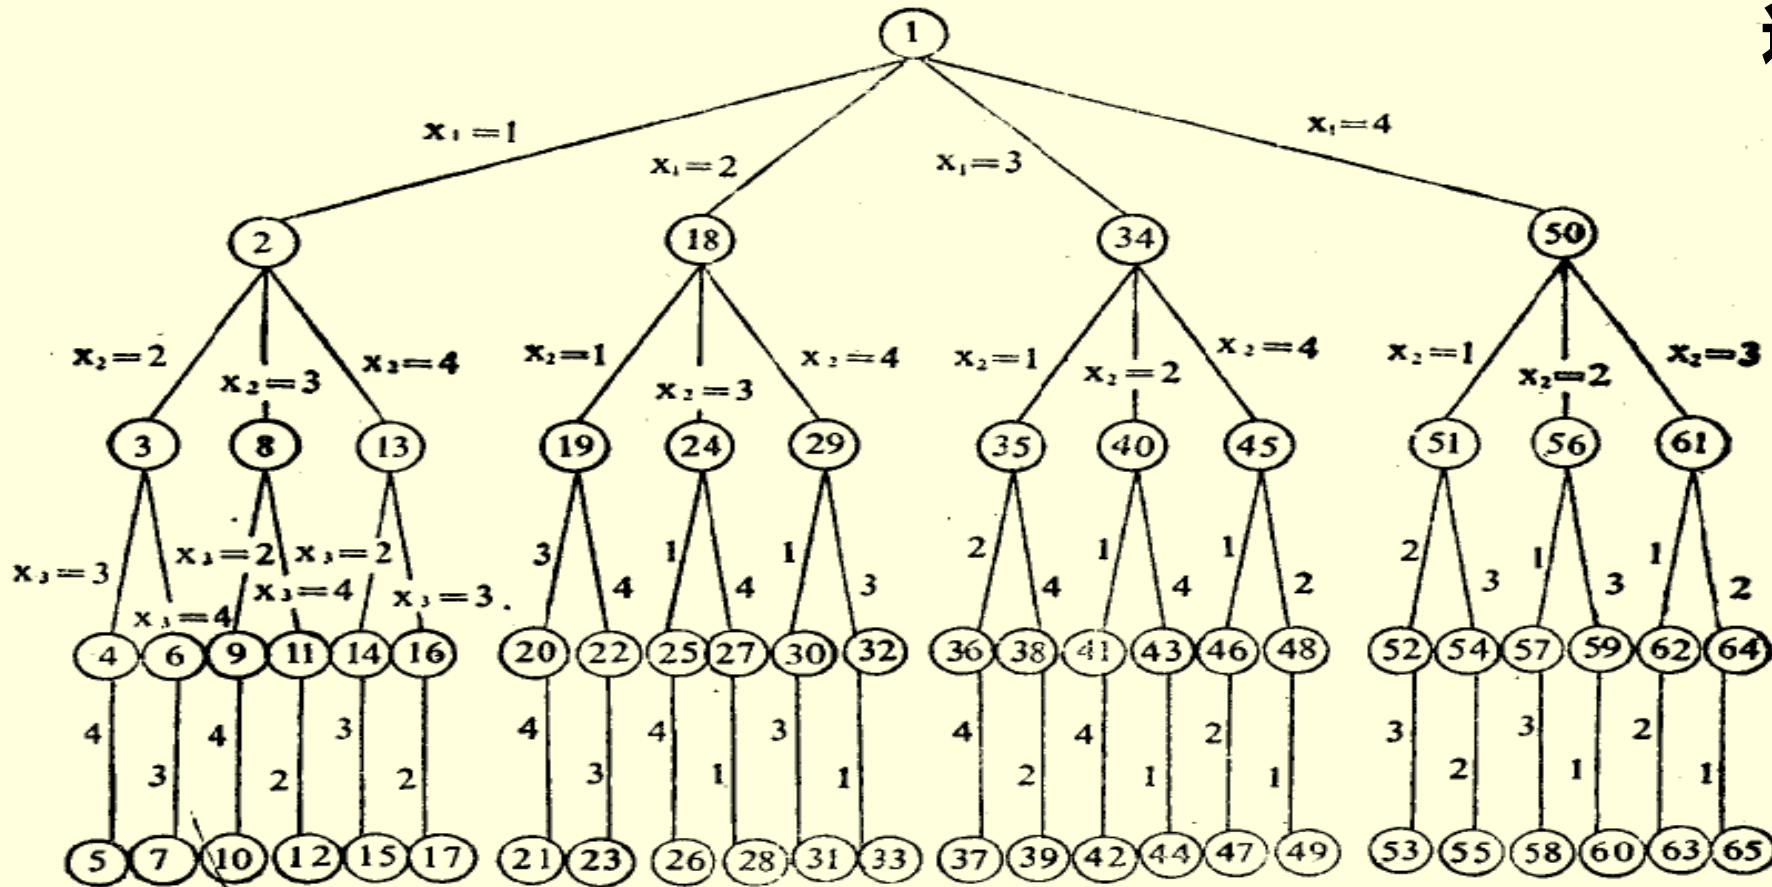 1
x₁=1 x₁=2 x₁=3 x₁=4
2 18 34 50
x₂=2 x₂=3 x₂=4 x₂=1 x₂=3 x₂=4 x₂=1 x₂=2 x₂=4 x₂=1 x₂=2 x₂=3
3 8 13 19 24 29 35 40 45 51 56 61
x₃=3 x₃=4 x₃=2 x₃=4 x₃=2 x₃=3 3 4 1 4 1 3 2 4 1 4 1 2 2 3 1 3 1 2
4 6 9 11 14 16 20 22 25 27 30 32 36 38 41 43 46 48 52 54 57 59 62 64
4 3 4 2 3 2 4 3 4 1 3 1 4 2 4 1 2 1 3 2 3 1 2 1
5 7 10 12 15 17 21 23 26 28 31 33 37 39 42 44 47 49 53 55 58 60 63 65